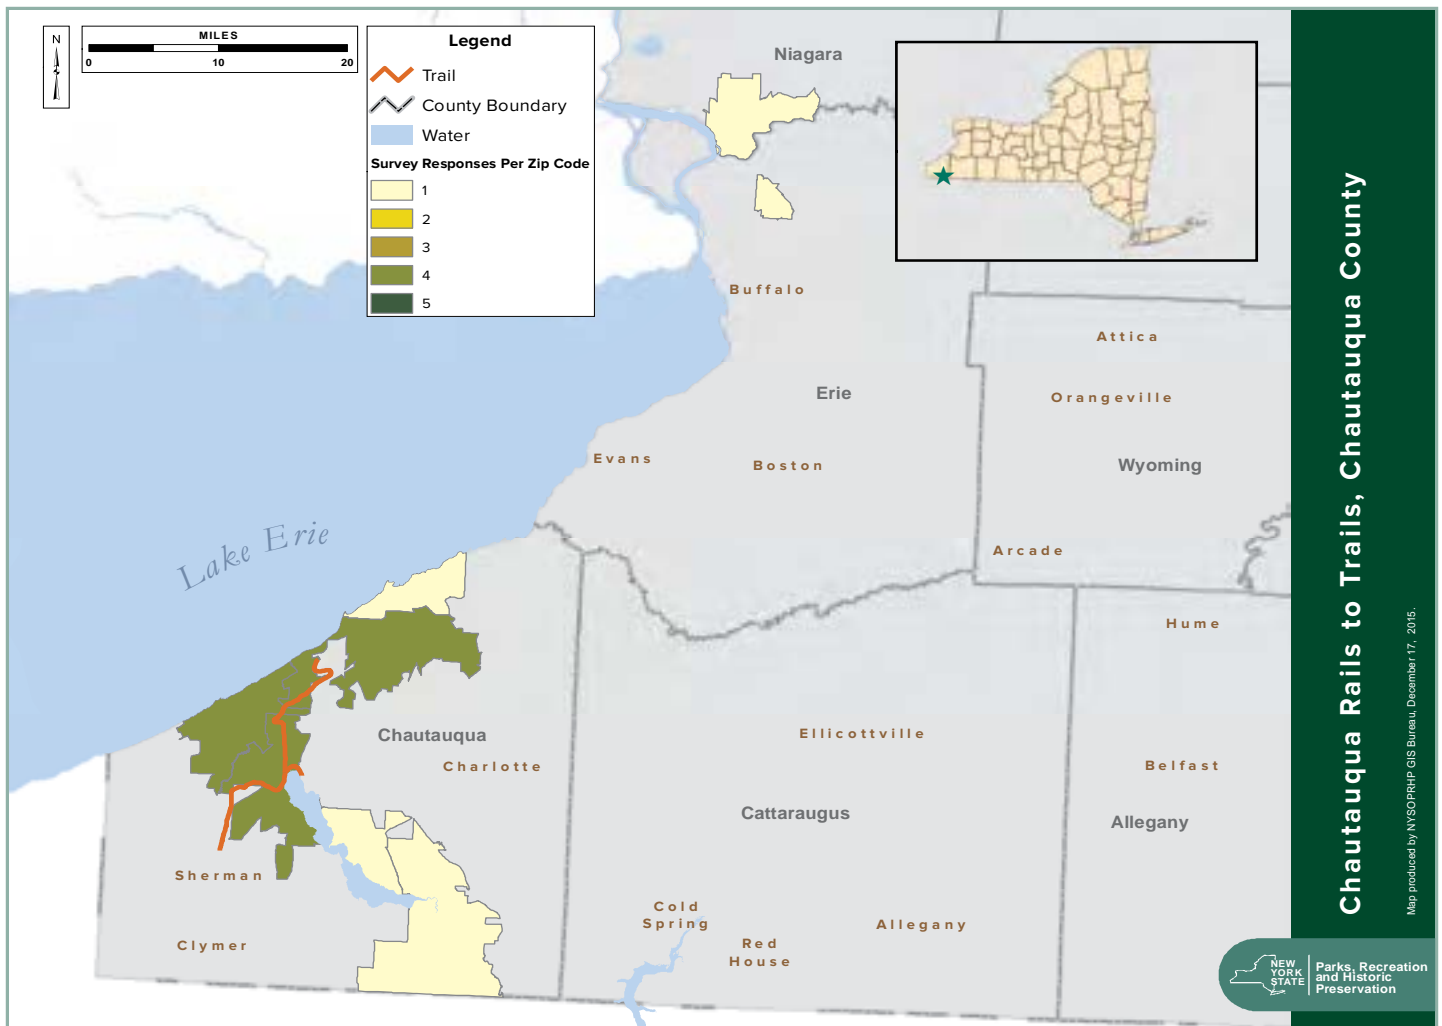 N
MILES
0 10 20
Legend
Trail
County Boundary
Water
Survey Responses Per Zip Code
1
2
3
4
5
Niagara
Buffalo
Attica
Erie
Orangeville
Evans
Boston
Wyoming
Lake Erie
Arcade
Hume
Chautauqua
Charlotte
Ellicottville
Belfast
Cattaraugus
Allegany
Sherman
Cold
Spring
Allegany
Clymer
Red
House
Chautauqua Rails to Trails, Chautauqua County
Map produced by NYSOPRHP GIS Bureau, December 17, 2015.
NEW
YORK
STATE
Parks, Recreation
and Historic
Preservation